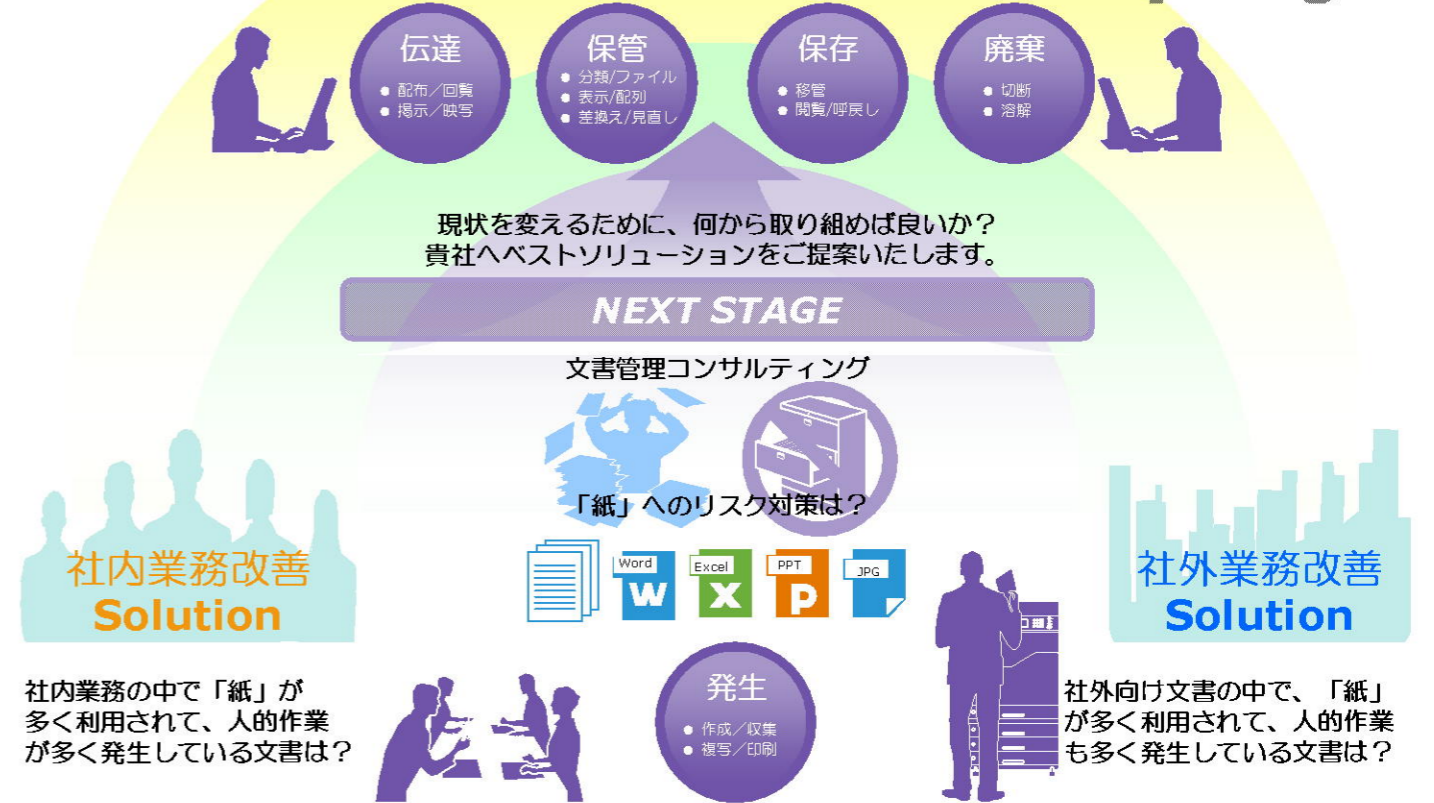 伝達
● 配布／回覧
● 掲示／映写
保管
● 分類/ファイル
● 表示/配列
● 差換え/見直し
保存
● 移管
● 閲覧/呼戻し
廃棄
● 切断
● 溶解
現状を変えるために、何から取り組めば良いか？
貴社へベストソリューションをご提案いたします。
NEXT STAGE
文書管理コンサルティング
「紙」へのリスク対策は？
Word
W
Excel
X
PPT
P
JPG
社内業務改善
Solution
社外業務改善
Solution
社内業務の中で「紙」が
多く利用されて、人的作業
が多く発生している文書は？
発生
● 作成／収集
● 複写／印刷
社外向け文書の中で、「紙」
が多く利用されて、人的作業
も多く発生している文書は？